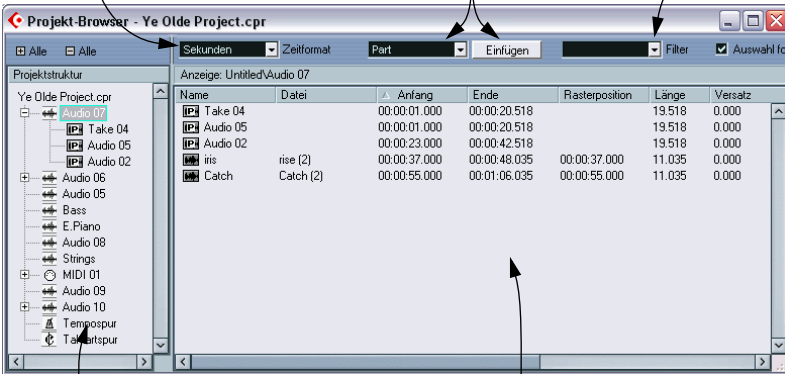 Projekt-Browser - Ye Olde Project.cpr
Alle Alle Sekunden Zeitformat Part Einfügen Filter Auswahl fo
Projektstruktur
Anzeige: Untitled\Audio 07
Ye Olde Project.cpr
Audio 07
Take 04
Audio 05
Audio 02
Audio 06
Audio 05
Bass
E.Piano
Audio 08
Strings
MIDI 01
Audio 09
Audio 10
Tempospur
Taktartspur
Name Datei Anfang Ende Rasterposition Länge Versatz
Take 04 00:00:01.000 00:00:20.518 19.518 0.000
Audio 05 00:00:01.000 00:00:20.518 19.518 0.000
Audio 02 00:00:23.000 00:00:42.518 19.518 0.000
iris rise (2) 00:00:37.000 00:00:48.035 00:00:37.000 11.035 0.000
Catch Catch (2) 00:00:55.000 00:01:06.035 00:00:55.000 11.035 0.000